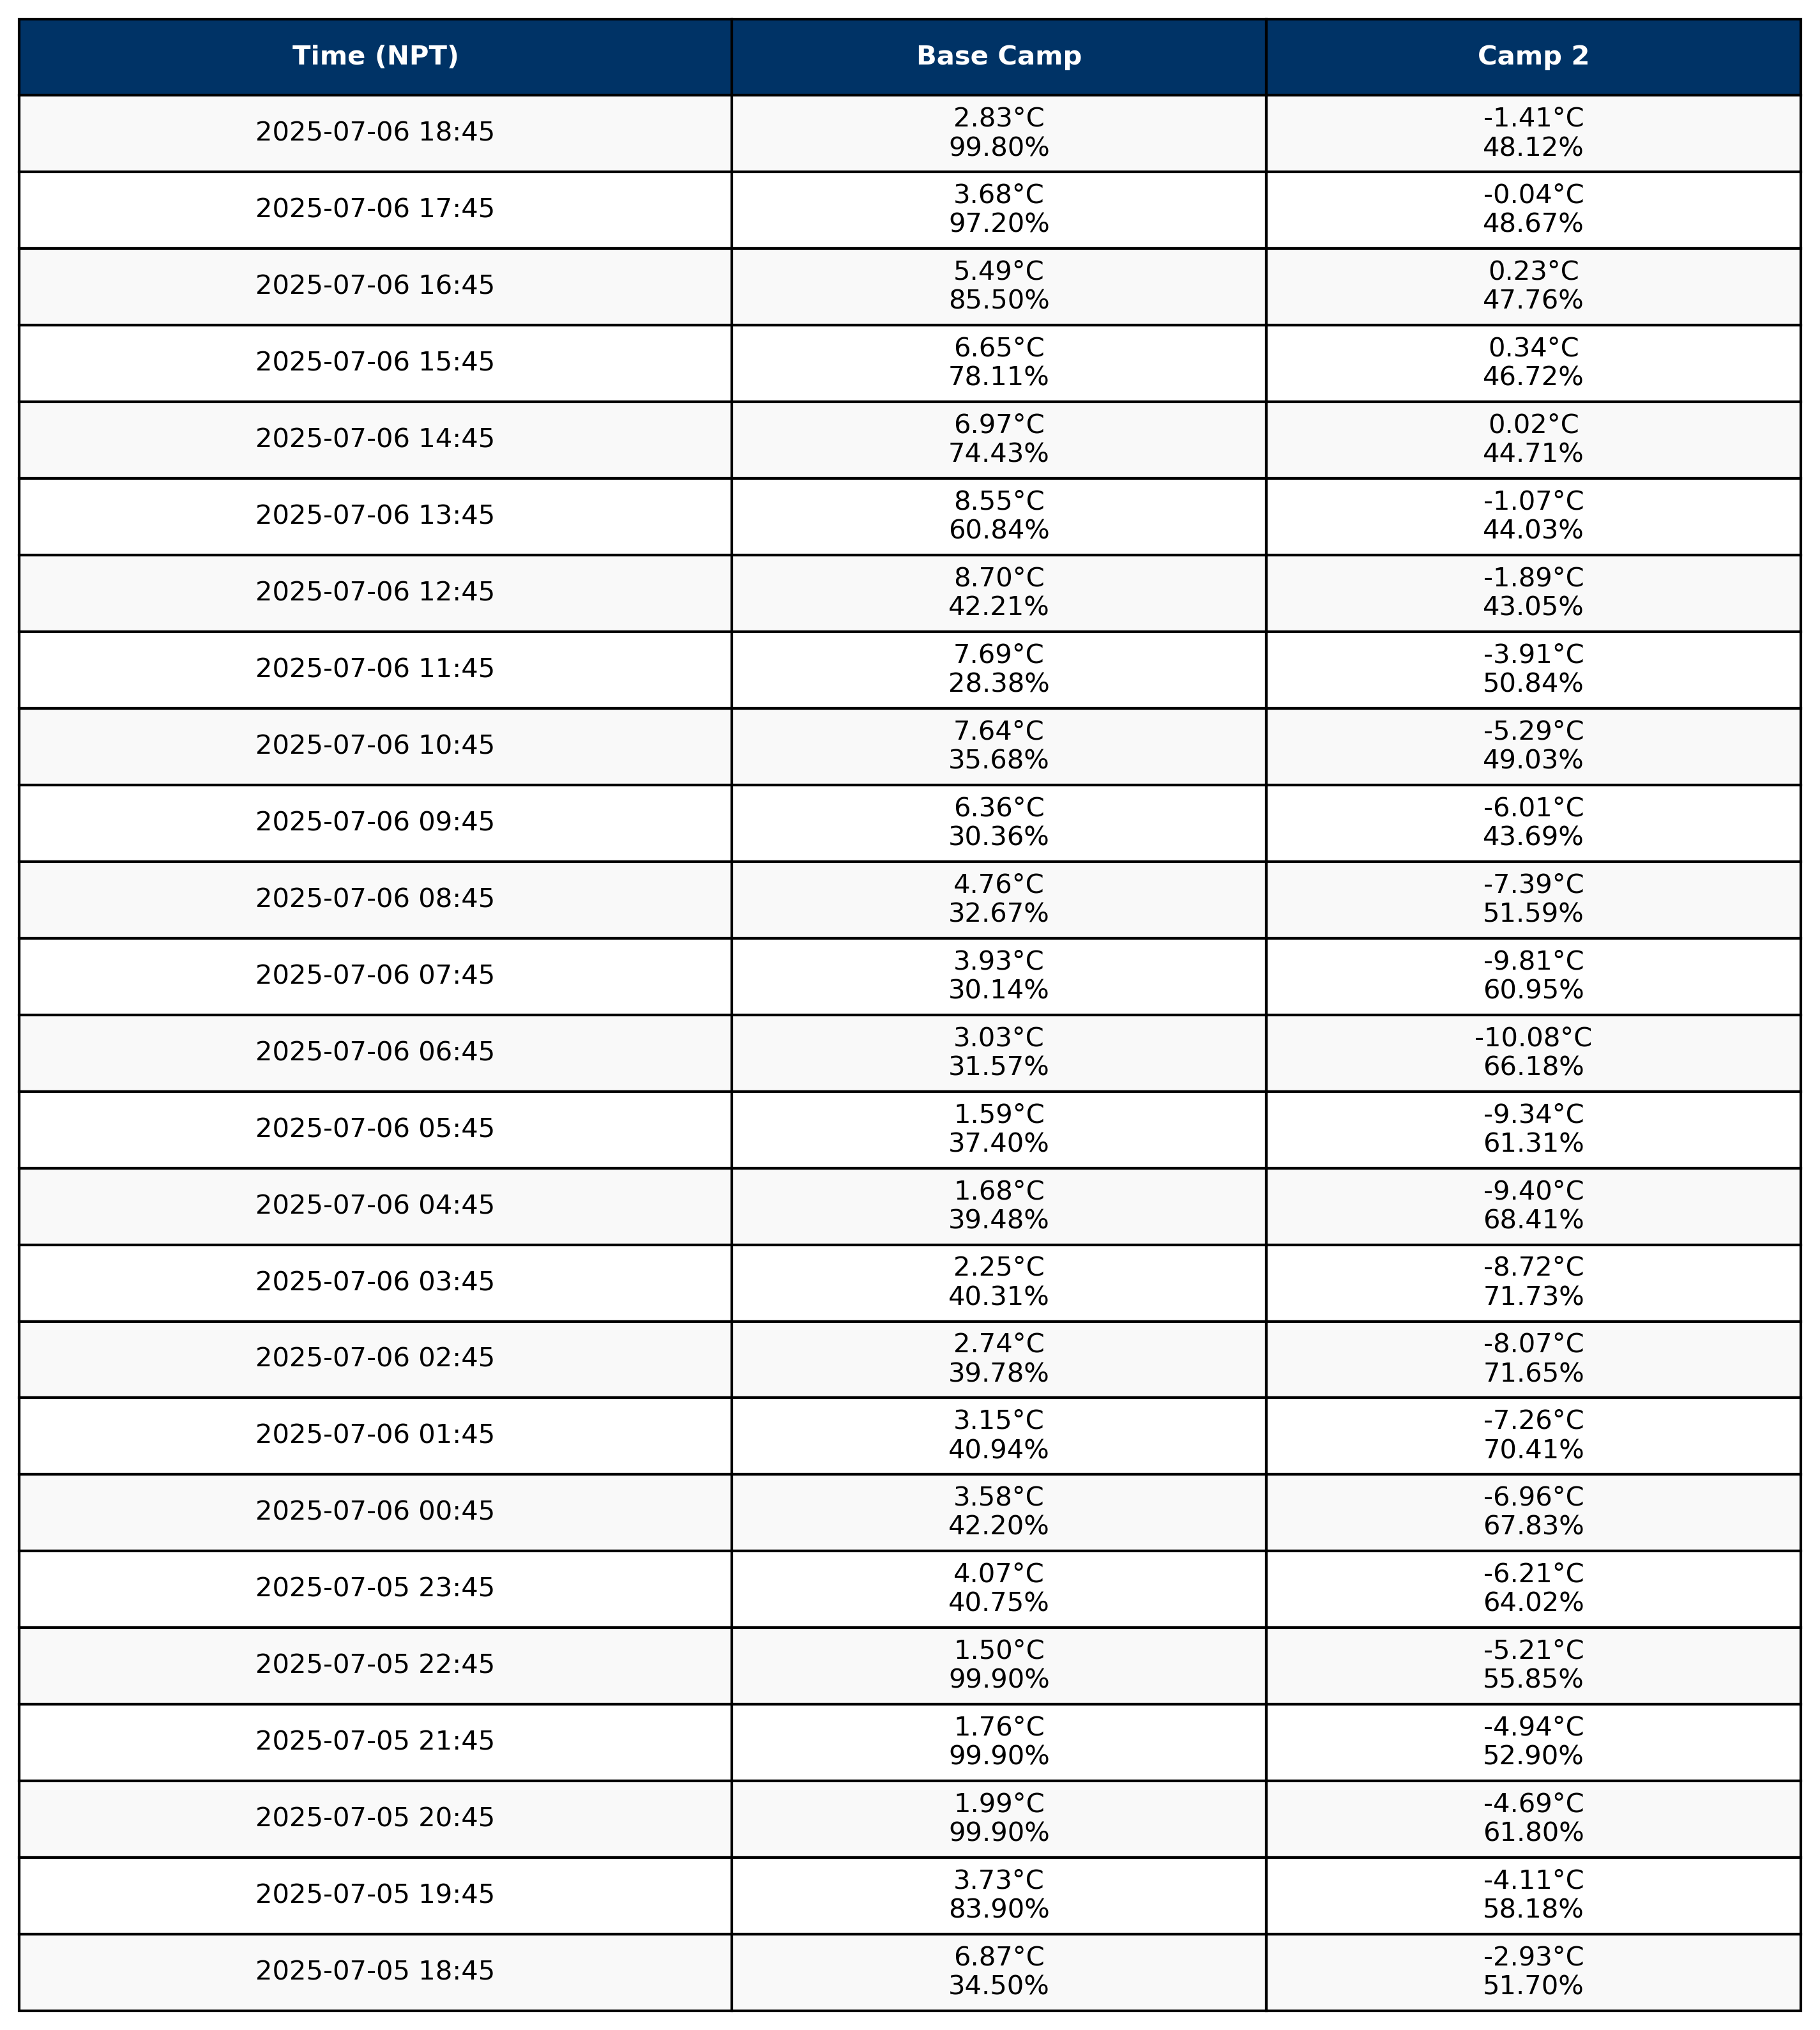 Time (NPT) Base Camp Camp 2
2025-07-06 18:45
2.83°C -1.41°C
99.80% 48.12%
2025-07-06 17:45
3.68°C -0.04°C
97.20% 48.67%
2025-07-06 16:45
5.49°C 0.23°C
85.50% 47.76%
2025-07-06 15:45
6.65°C 0.34°C
78.11% 46.72%
2025-07-06 14:45
6.97°C 0.02°C
74.43% 44.71%
2025-07-06 13:45
8.55°C -1.07°C
60.84% 44.03%
2025-07-06 12:45
8.70°C -1.89°C
42.21% 43.05%
2025-07-06 11:45
7.69°C -3.91°C
28.38% 50.84%
2025-07-06 10:45
7.64°C -5.29°C
35.68% 49.03%
2025-07-06 09:45
6.36°C -6.01°C
30.36% 43.69%
2025-07-06 08:45
4.76°C -7.39°C
32.67% 51.59%
2025-07-06 07:45
3.93°C -9.81°C
30.14% 60.95%
2025-07-06 06:45
3.03°C -10.08°C
31.57% 66.18%
2025-07-06 05:45
1.59°C -9.34°C
37.40% 61.31%
2025-07-06 04:45
1.68°C -9.40°C
39.48% 68.41%
2025-07-06 03:45
2.25°C -8.72°C
40.31% 71.73%
2025-07-06 02:45
2.74°C -8.07°C
39.78% 71.65%
2025-07-06 01:45
3.15°C -7.26°C
40.94% 70.41%
2025-07-06 00:45
3.58°C -6.96°C
42.20% 67.83%
2025-07-05 23:45
4.07°C -6.21°C
40.75% 64.02%
2025-07-05 22:45
1.50°C -5.21°C
99.90% 55.85%
2025-07-05 21:45
1.76°C -4.94°C
99.90% 52.90%
2025-07-05 20:45
1.99°C -4.69°C
99.90% 61.80%
2025-07-05 19:45
3.73°C -4.11°C
83.90% 58.18%
2025-07-05 18:45
6.87°C -2.93°C
34.50% 51.70%